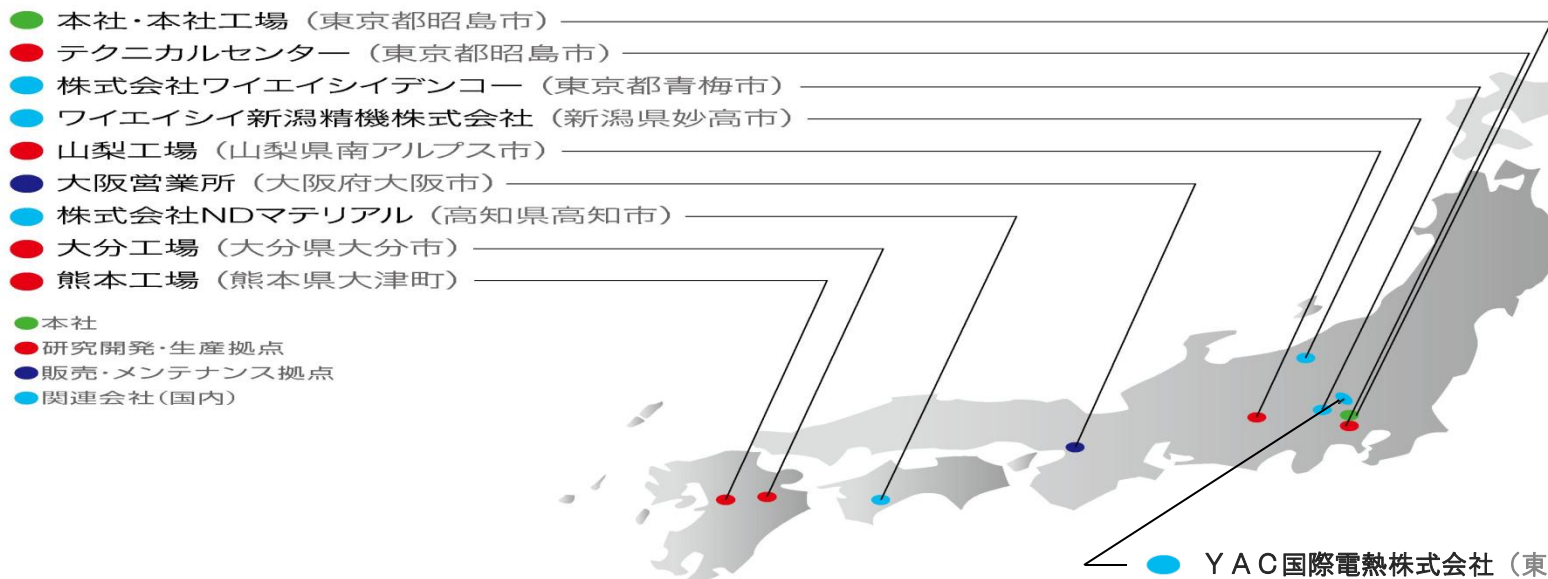 本社・本社工場（東京都昭島市）
テクニカルセンター（東京都昭島市）
株式会社ワイエイシイデンコー（東京都青梅市）
ワイエイシイ新潟精機株式会社（新潟県妙高市）
山梨工場（山梨県南アルプス市）
大阪営業所（大阪府大阪市）
株式会社NDマテリアル（高知県高知市）
大分工場（大分県大分市）
熊本工場（熊本県大津町）
本社
研究開発・生産拠点
販売・メンテナンス拠点
関連会社（国内）
ＹＡＣ国際電熱株式会社（東